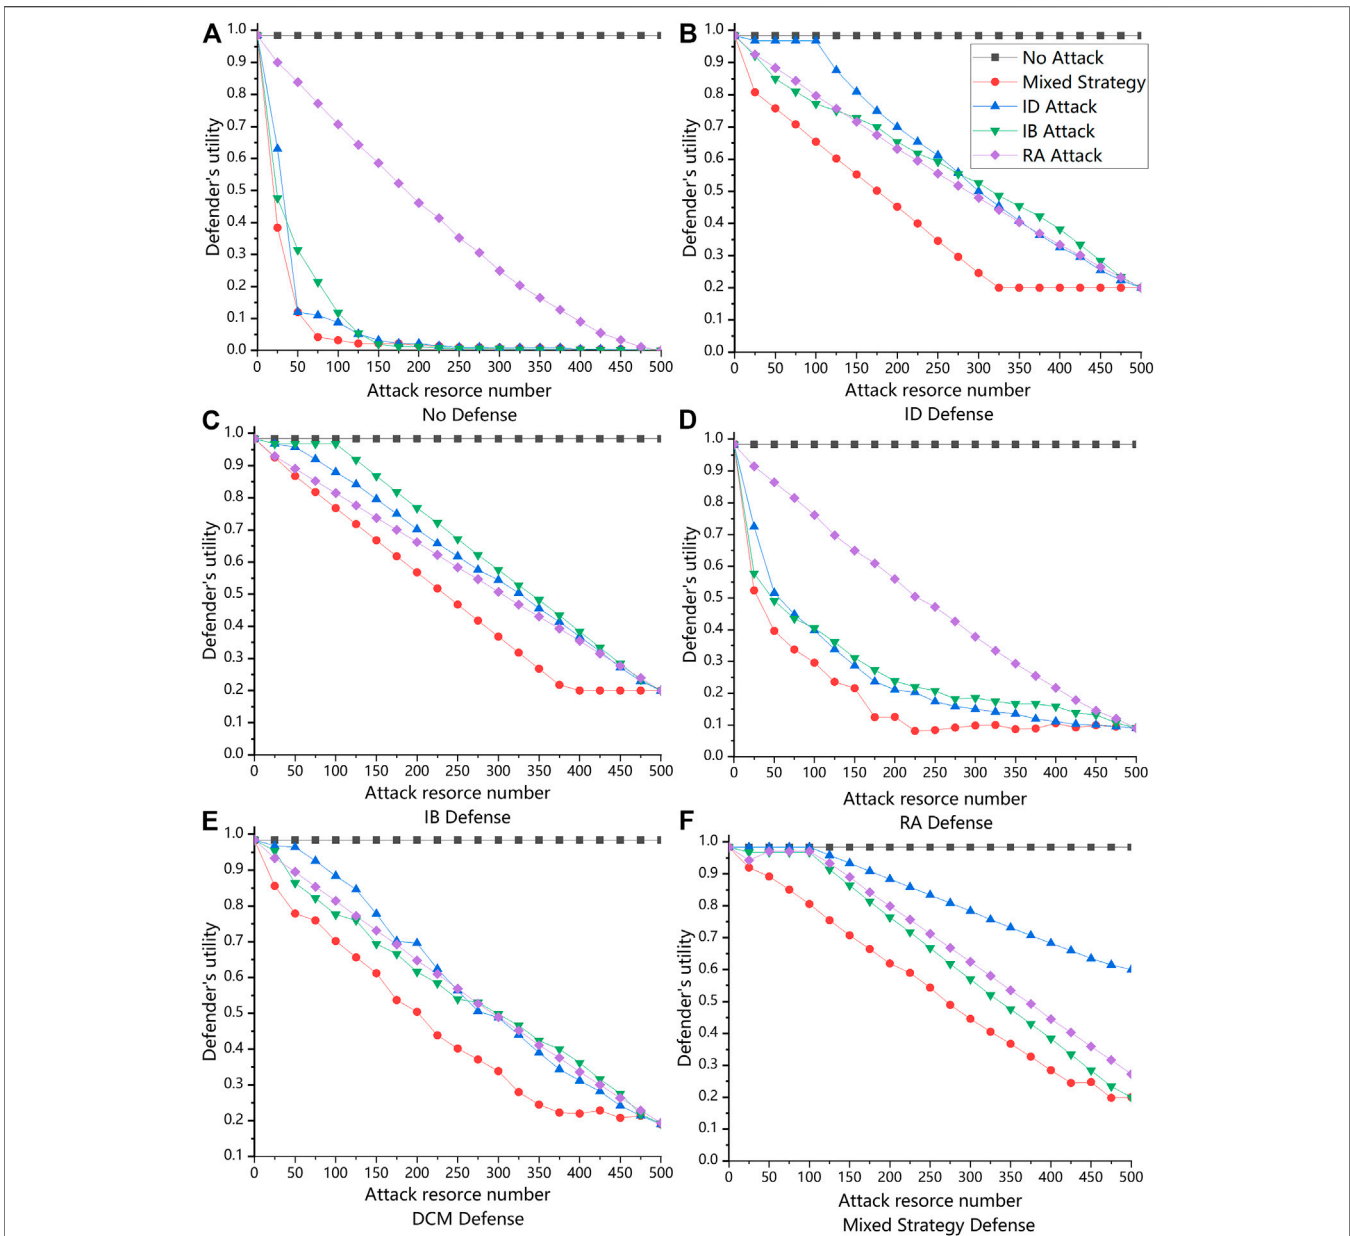 A
1.0
0.9
0.8
0.7
0.6
0.5
0.4
0.3
0.2
0.1
0.0
Defender's utility
0 50 100 150 200 250 300 350 400 450 500
Attack resorce number
No Defense
B
1.0
0.9
0.8
0.7
0.6
0.5
0.4
0.3
0.2
0.1
0.0
Defender's utility
No Attack
Mixed Strategy
ID Attack
IB Attack
RA Attack
0 50 100 150 200 250 300 350 400 450 500
Attack resorce number
ID Defense
C
1.0
0.9
0.8
0.7
0.6
0.5
0.4
0.3
0.2
0.1
0.0
Defender's utility
0 50 100 150 200 250 300 350 400 450 500
Attack resorce number
IB Defense
D
1.0
0.9
0.8
0.7
0.6
0.5
0.4
0.3
0.2
0.1
0.0
Defender's utility
0 50 100 150 200 250 300 350 400 450 500
Attack resorce number
RA Defense
E
1.0
0.9
0.8
0.7
0.6
0.5
0.4
0.3
0.2
0.1
Defender's utility
0 50 100 150 200 250 300 350 400 450 500
Attack resorce number
DCM Defense
F
1.0
0.9
0.8
0.7
0.6
0.5
0.4
0.3
0.2
0.1
0.0
Defender's utility
0 50 100 150 200 250 300 350 400 450 500
Attack resorce number
Mixed Strategy Defense